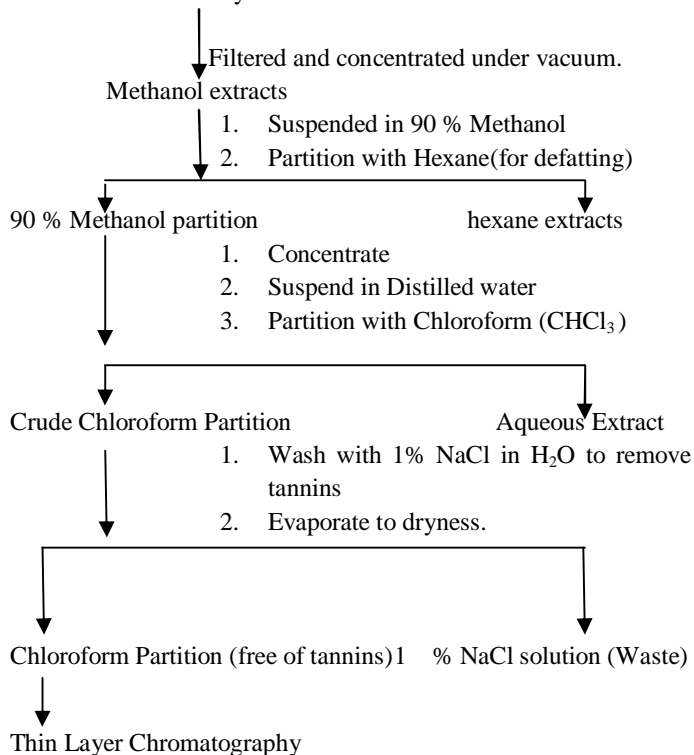 Filtered and concentrated under vacuum.
Methanol extracts
1. Suspended in 90 % Methanol
2. Partition with Hexane(for defatting)
90 % Methanol partition hexane extracts
1. Concentrate
2. Suspend in Distilled water
3. Partition with Chloroform (CHCl₃)
Crude Chloroform Partition Aqueous Extract
1. Wash with 1% NaCl in H₂O to remove
tannins
2. Evaporate to dryness.
Chloroform Partition (free of tannins)1 % NaCl solution (Waste)
Thin Layer Chromatography